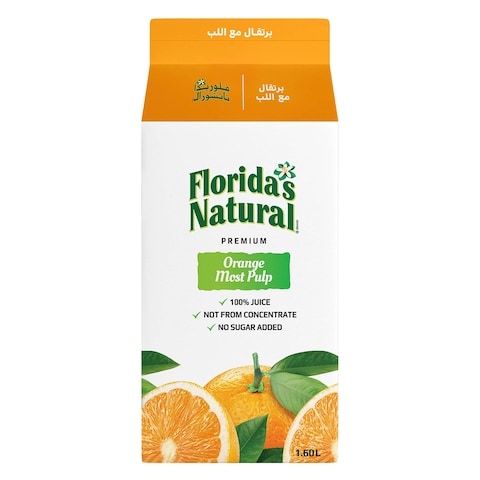 برتقال مع اللب
فلوريدا
ناتشورال
برتقال
مع اللب
Florida's
Natural
PREMIUM
Orange
Most Pulp
100% JUICE
NOT FROM CONCENTRATE
NO SUGAR ADDED
1.60L